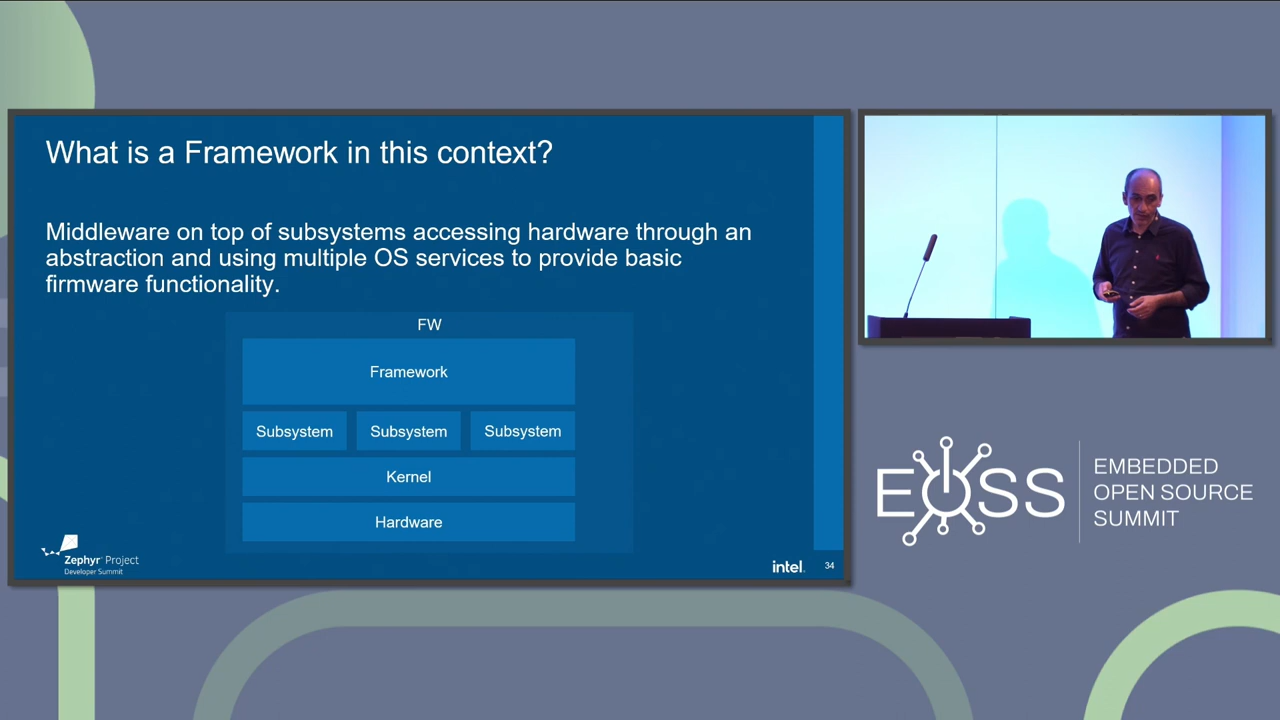 What is a Framework in this context?
Middleware on top of subsystems accessing hardware through an
abstraction and using multiple OS services to provide basic
firmware functionality.
FW
Framework
Subsystem Subsystem Subsystem
Kernel
Hardware
Zephyr Project
Developer Summit
intel.
34
EOSS
EMBEDDED
OPEN SOURCE
SUMMIT